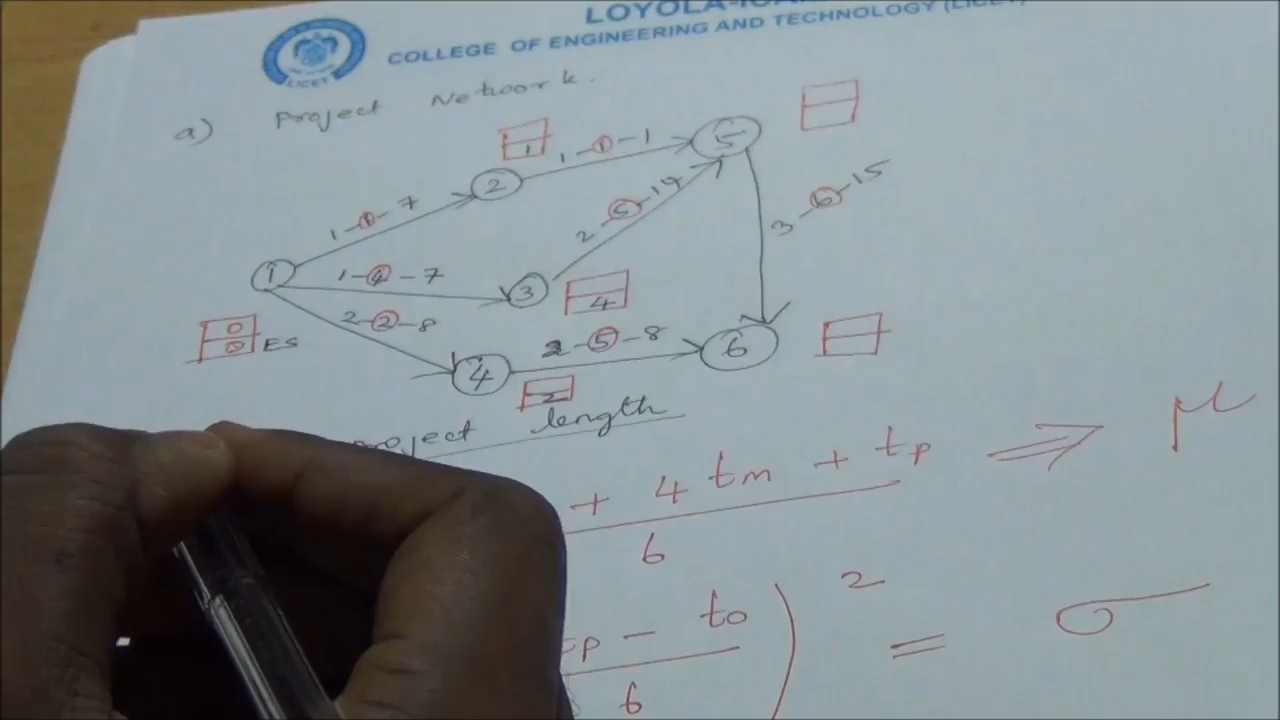 COLLEGE OF ENGINEERING AND TECHNOLOGY (LICET)
LICET
a) Project Network.
1
1-1-1
5
2
1-1-7
2-5-14
3-6-15
1
1-4-7
3
4
2-2-8
0
0 ES
2-5-8
6
4
2
length
+ 4 tm + tp ⇒ μ
6
tp - to ) 2 = σ
6